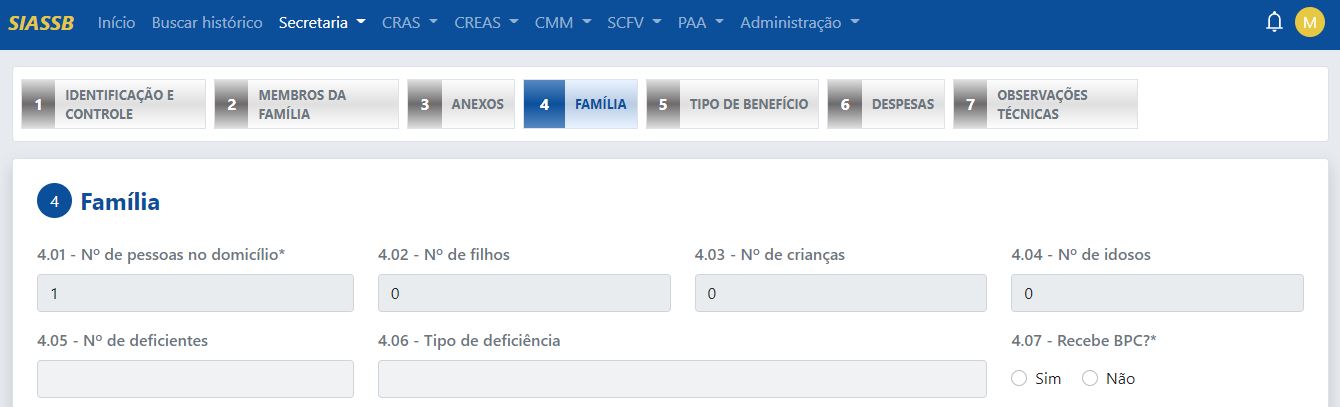 SIASSB Início Buscar histórico Secretaria CRAS CREAS CMM SCFV PAA Administração M
1 IDENTIFICAÇÃO E CONTROLE 2 MEMBROS DA FAMÍLIA 3 ANEXOS 4 FAMÍLIA 5 TIPO DE BENEFÍCIO 6 DESPESAS 7 OBSERVAÇÕES TÉCNICAS
4 Família
4.01 - Nº de pessoas no domicílio* 4.02 - Nº de filhos 4.03 - Nº de crianças 4.04 - Nº de idosos
1 0 0 0
4.05 - Nº de deficientes 4.06 - Tipo de deficiência 4.07 - Recebe BPC?*
Sim Não